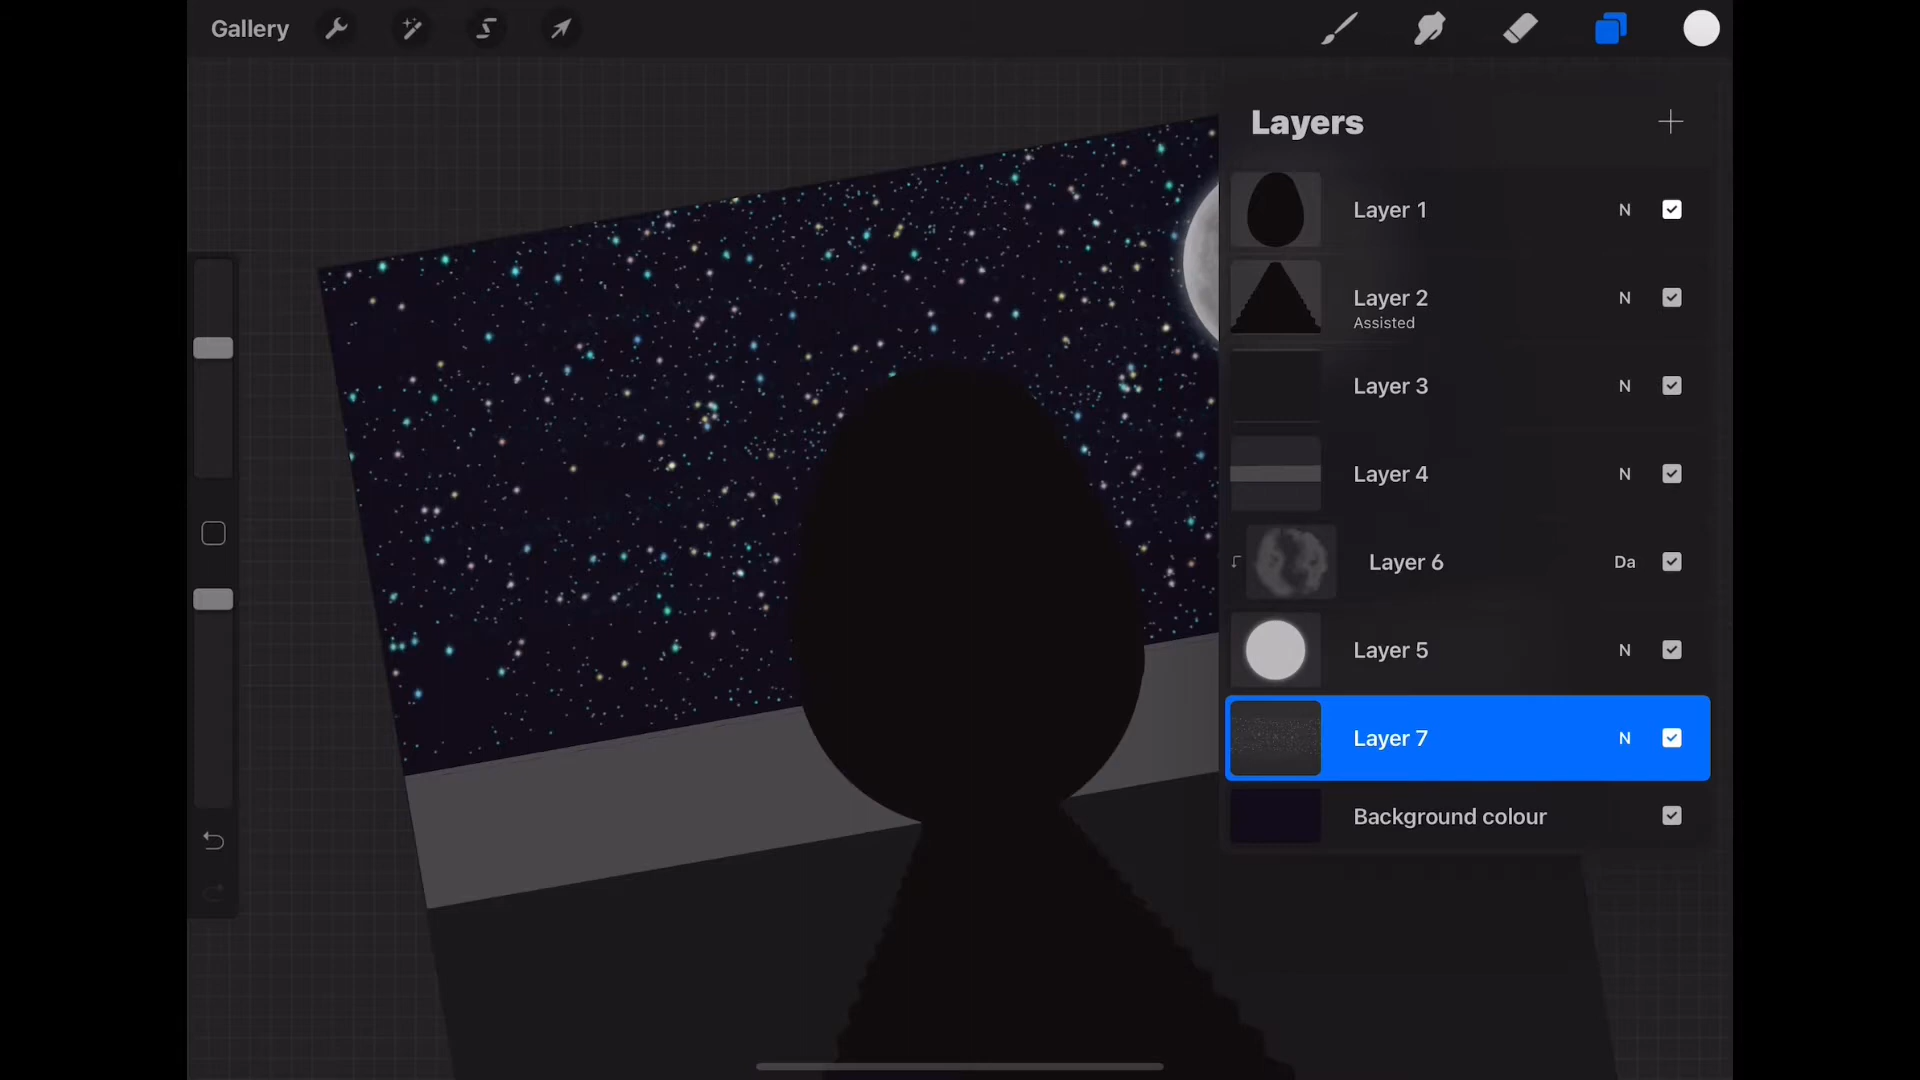 Gallery
Layers
Layer 1 N
Layer 2 N
Assisted
Layer 3 N
Layer 4 N
Layer 6 Da
Layer 5 N
Layer 7 N
Background colour